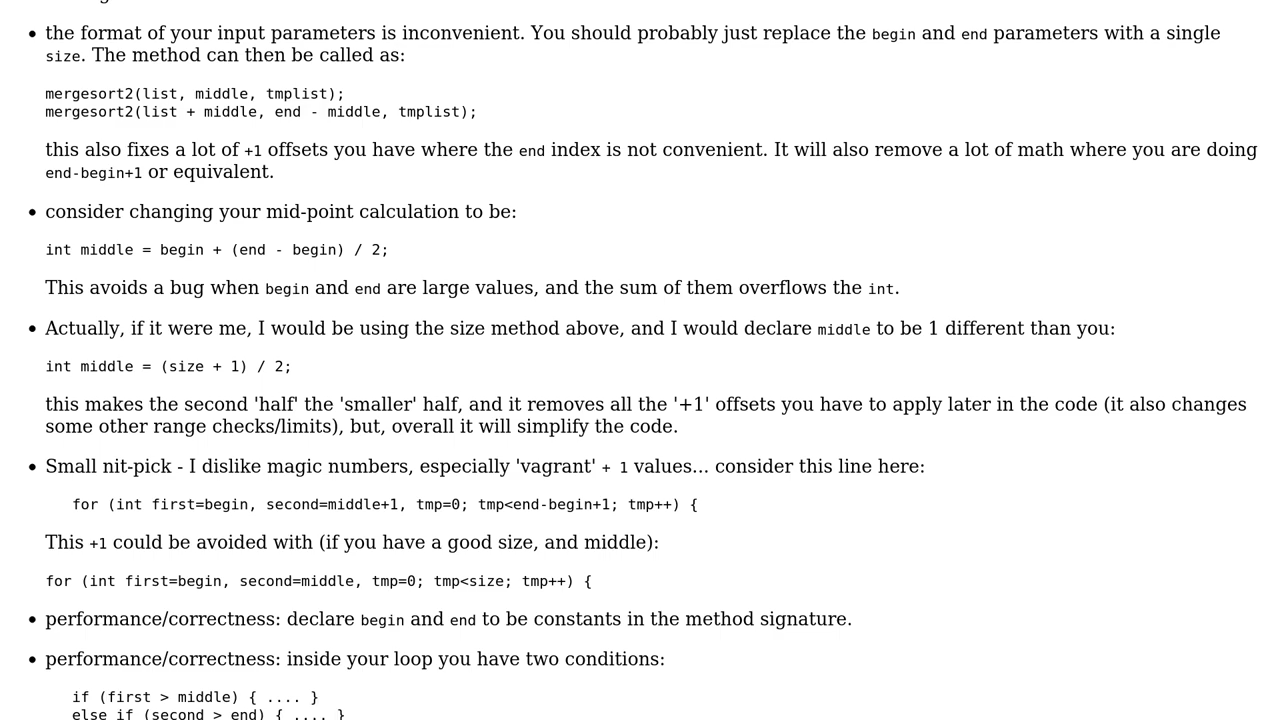 • the format of your input parameters is inconvenient. You should probably just replace the begin and end parameters with a single
size. The method can then be called as:
mergesort2(list, middle, tmplist);
mergesort2(list + middle, end - middle, tmplist);
this also fixes a lot of +1 offsets you have where the end index is not convenient. It will also remove a lot of math where you are doing
end-begin+1 or equivalent.
• consider changing your mid-point calculation to be:
int middle = begin + (end - begin) / 2;
This avoids a bug when begin and end are large values, and the sum of them overflows the int.
• Actually, if it were me, I would be using the size method above, and I would declare middle to be 1 different than you:
int middle = (size + 1) / 2;
this makes the second 'half' the 'smaller' half, and it removes all the '+1' offsets you have to apply later in the code (it also changes
some other range checks/limits), but, overall it will simplify the code.
• Small nit-pick - I dislike magic numbers, especially 'vagrant' + 1 values... consider this line here:
for (int first=begin, second=middle+1, tmp=0; tmp<end-begin+1; tmp++) {
This +1 could be avoided with (if you have a good size, and middle):
for (int first=begin, second=middle, tmp=0; tmp<size; tmp++) {
• performance/correctness: declare begin and end to be constants in the method signature.
• performance/correctness: inside your loop you have two conditions:
if (first > middle) { .... }
else if (second > end) { .... }